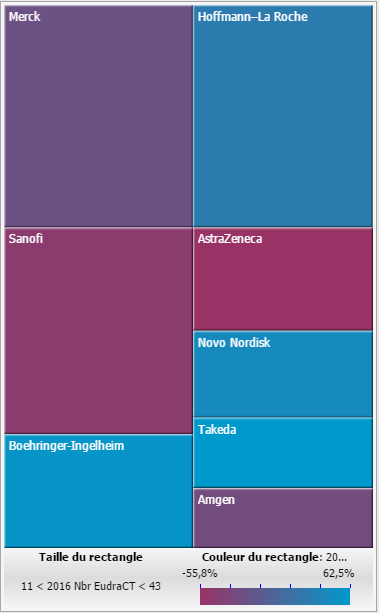 Merck
Hoffmann--La Roche
Sanofi
AstraZeneca
Novo Nordisk
Takeda
Boehringer-Ingelheim
Amgen
Taille du rectangle
11 < 2016 Nbr EudraCT < 43
Couleur du rectangle: 20...
-55,8% 62,5%